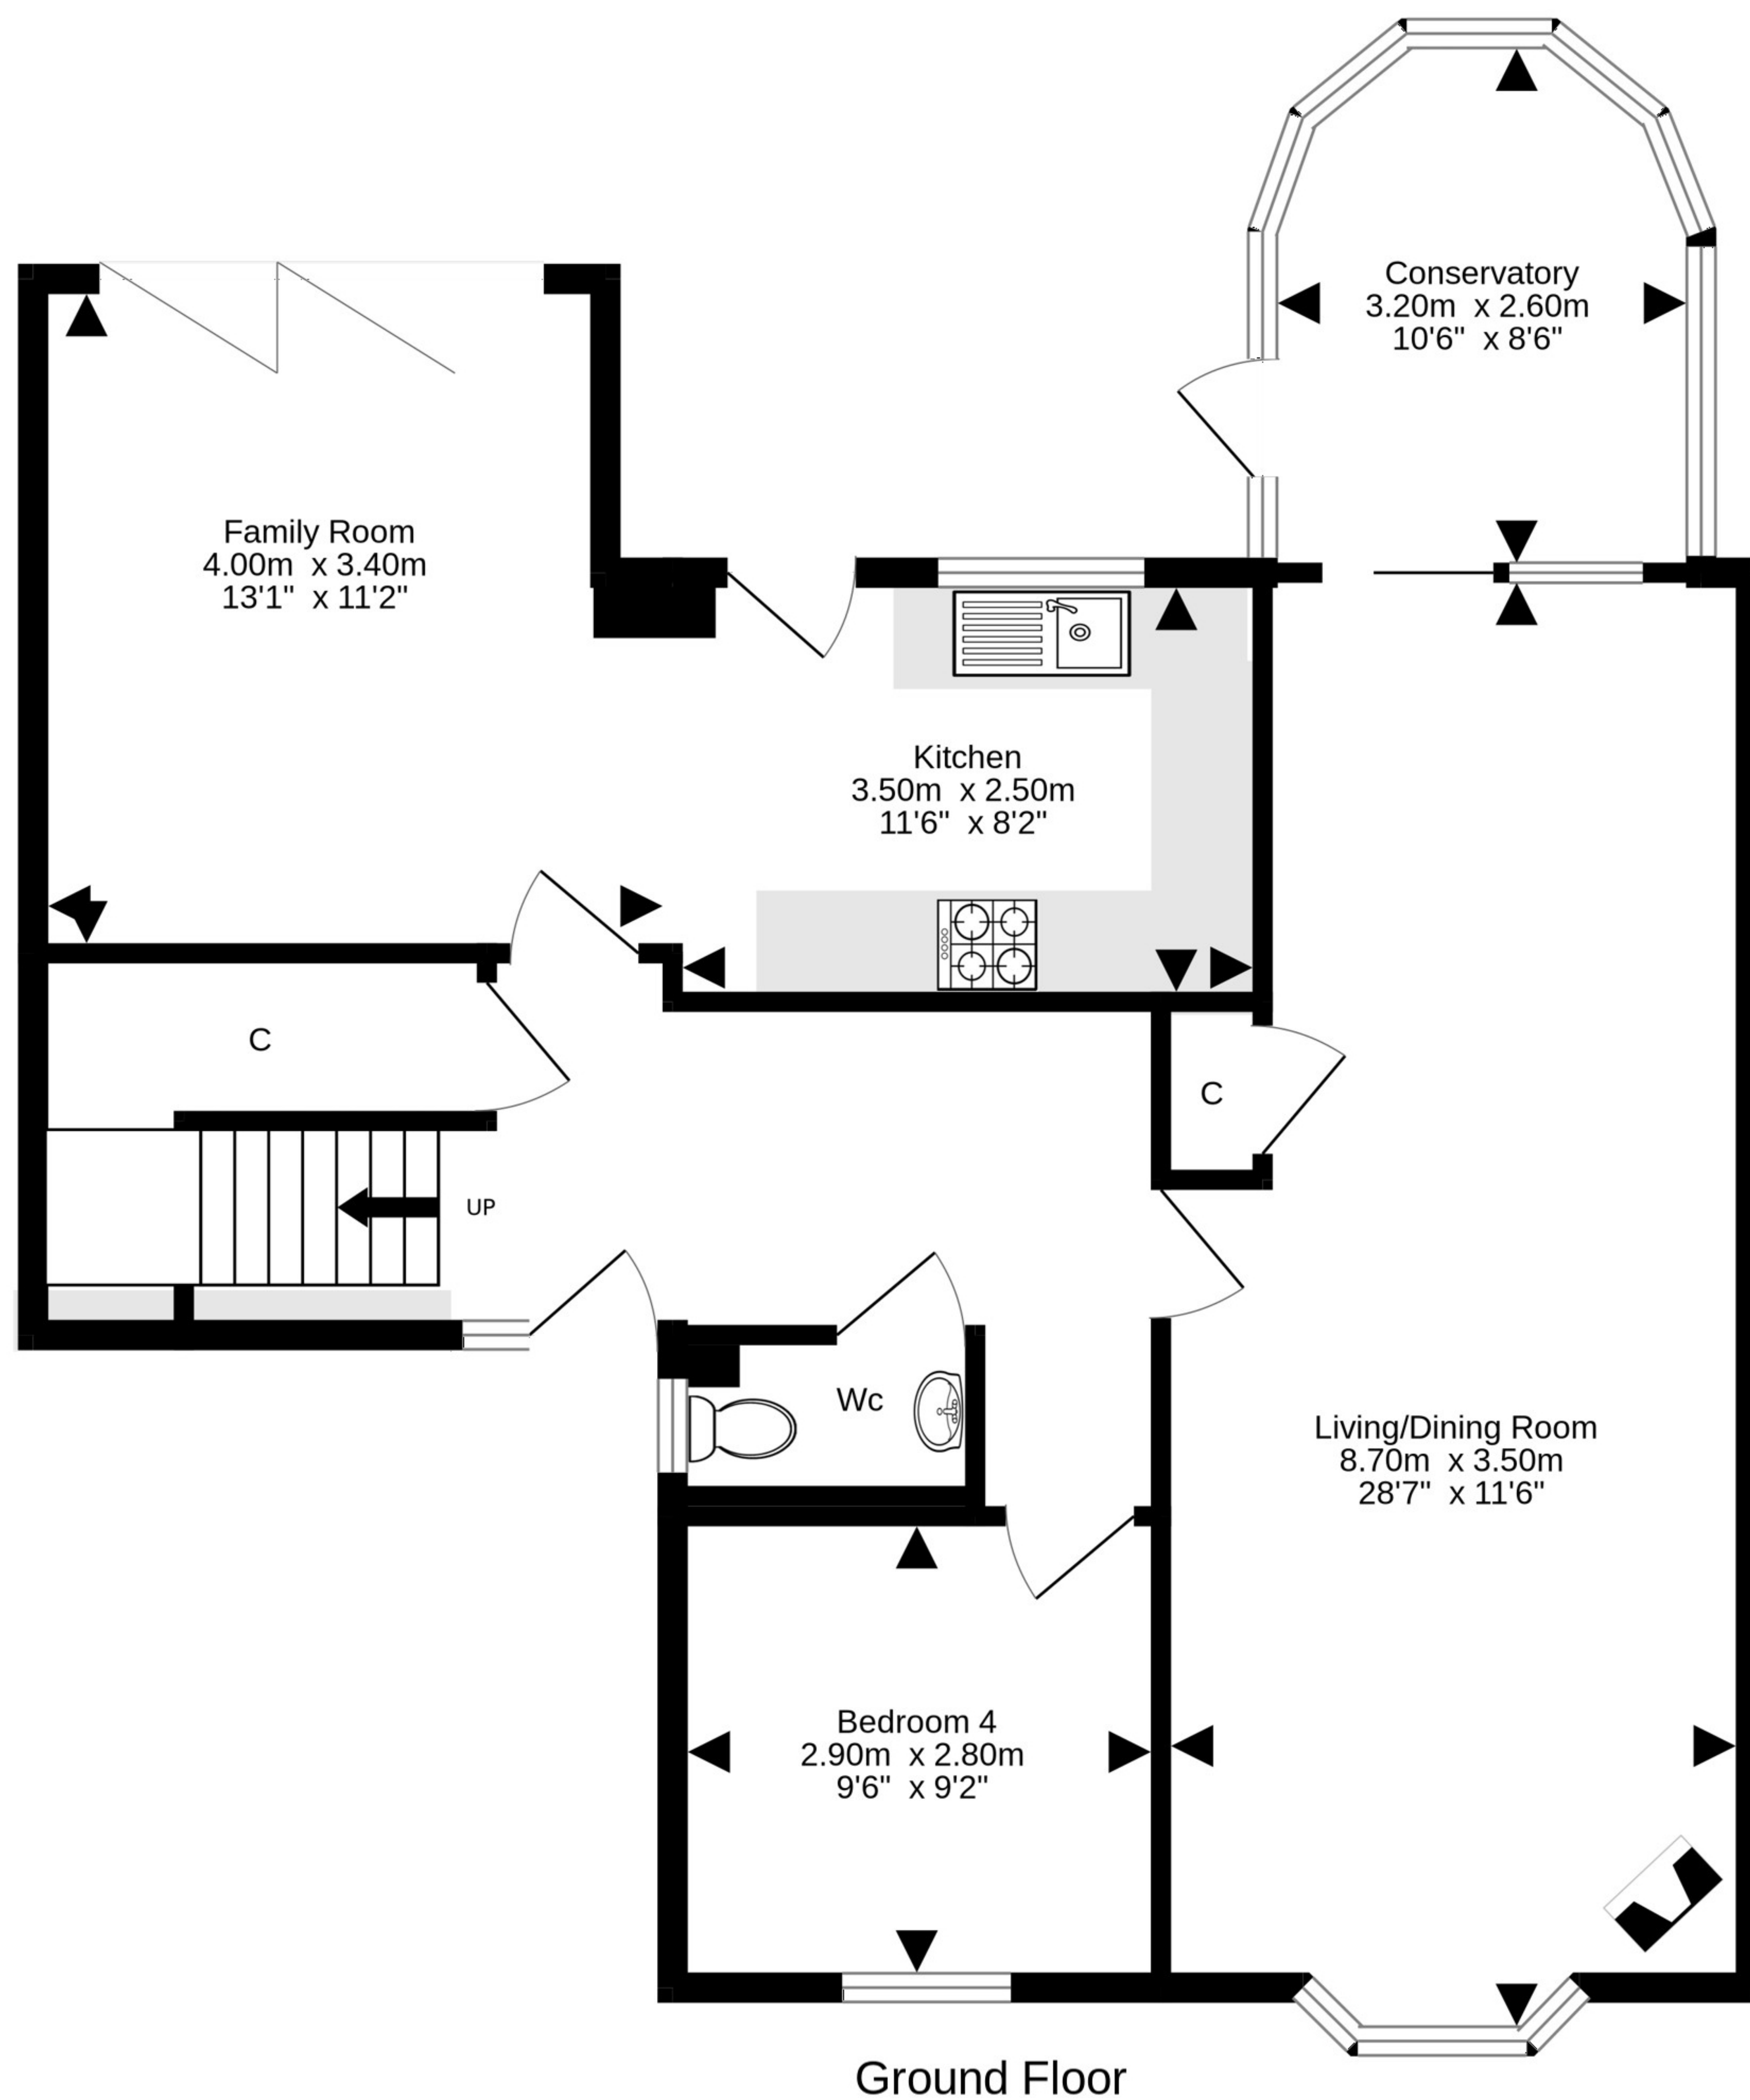 Conservatory
3.20m x 2.60m
10'6" x 8'6"
Family Room
4.00m x 3.40m
13'1" x 11'2"
Kitchen
3.50m x 2.50m
11'6" x 8'2"
C
C
UP
Wc
Living/Dining Room
8.70m x 3.50m
28'7" x 11'6"
Bedroom 4
2.90m x 2.80m
9'6" x 9'2"
Ground Floor